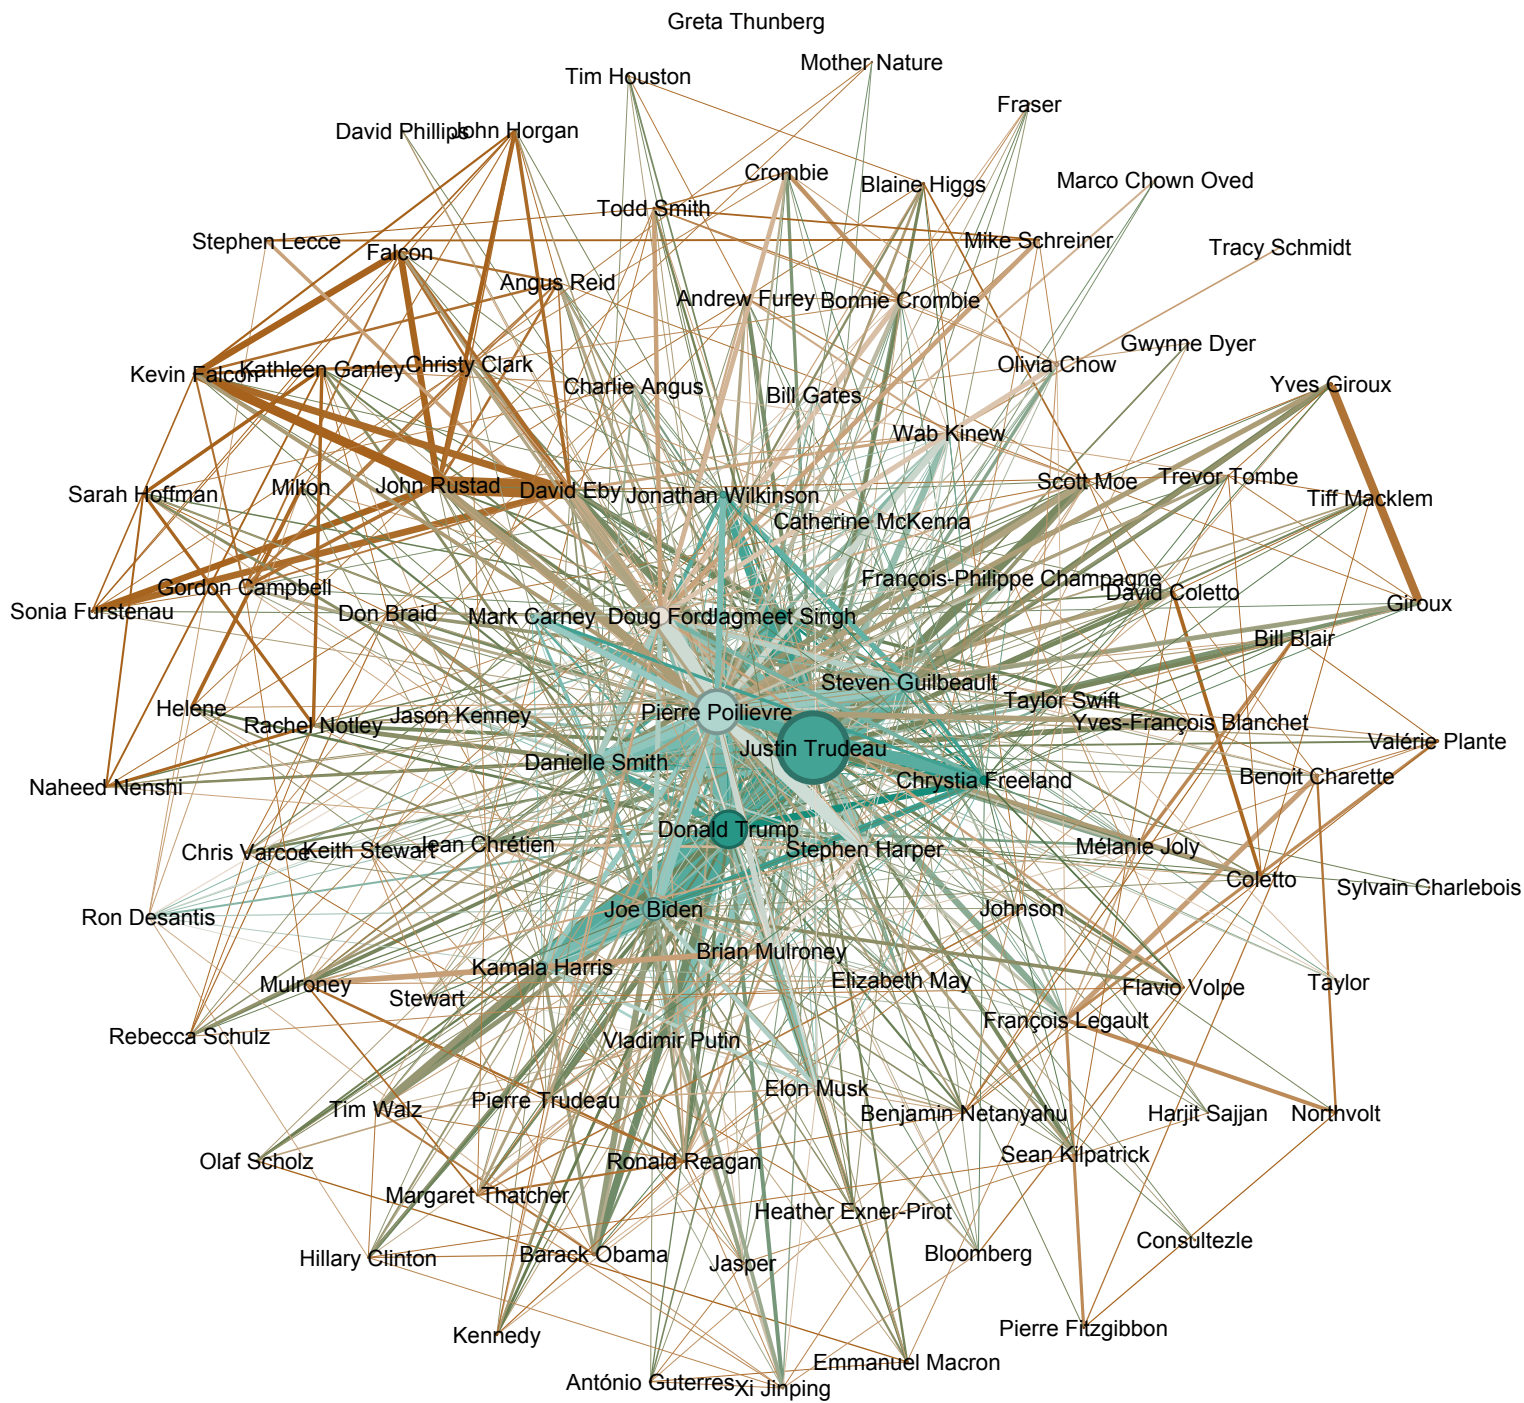 Greta Thunberg
Mother Nature
Tim Houston
Fraser
David Phillips
John Horgan
Crombie
Blaine Higgs
Marco Chown Oved
Todd Smith
Stephen Lecce
Mike Schreiner
Tracy Schmidt
Falcon
Angus Reid
Andrew Furey
Bonnie Crombie
Gwynne Dyer
Kevin Falcon
Kathleen Ganley
Christy Clark
Olivia Chow
Charlie Angus
Bill Gates
Yves Giroux
Wab Kinew
Sarah Hoffman
Milton
John Rustad
David Eby
Jonathan Wilkinson
Scott Moe
Trevor Tombe
Tiff Macklem
Catherine McKenna
François-Philippe Champagne
Gordon Campbell
David Coletto
Sonia Furstenau
Don Braid
Mark Carney
Doug Ford
Jagmeet Singh
Giroux
Bill Blair
Steven Guilbeault
Taylor Swift
Helene
Rachel Notley
Jason Kenney
Pierre Poilievre
Yves-François Blanchet
Justin Trudeau
Valérie Plante
Danielle Smith
Naheed Nenshi
Chrystia Freeland
Benoit Charette
Donald Trump
Chris Varcoe
Keith Stewart
Jean Chrétien
Stephen Harper
Mélanie Joly
Coletto
Sylvain Charlebois
Ron Desantis
Joe Biden
Johnson
Brian Mulroney
Mulroney
Kamala Harris
Elizabeth May
Flavio Volpe
Taylor
Stewart
François Legault
Rebecca Schulz
Vladimir Putin
Elon Musk
Tim Walz
Pierre Trudeau
Benjamin Netanyahu
Harjit Sajjan
Northvolt
Olaf Scholz
Ronald Reagan
Sean Kilpatrick
Margaret Thatcher
Heather Exner-Pirot
Hillary Clinton
Barack Obama
Jasper
Bloomberg
Consultezle
Kennedy
Pierre Fitzgibbon
Emmanuel Macron
António Guterres
Xi Jinping